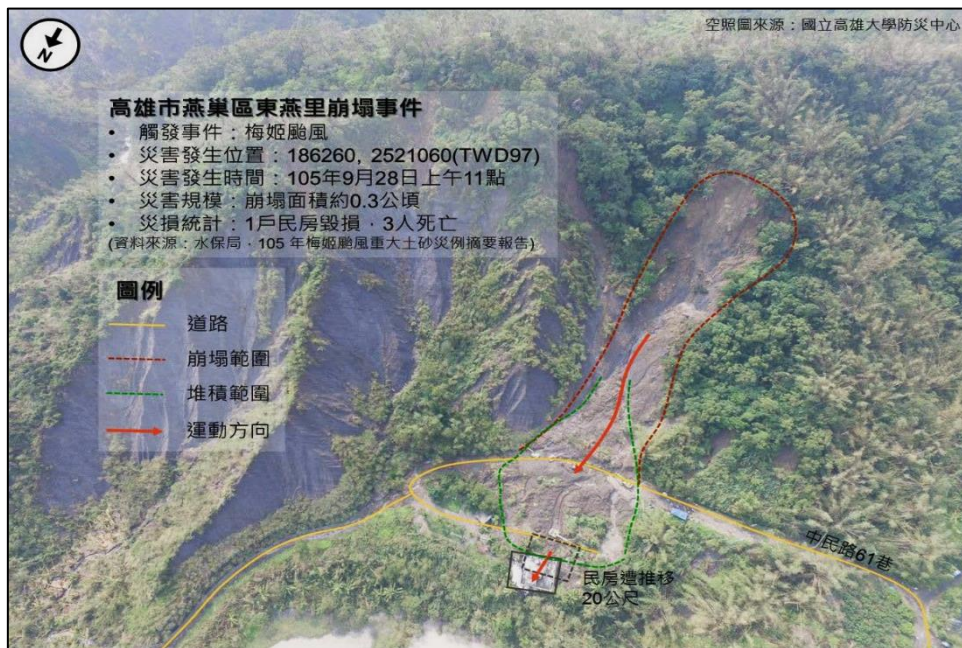 空照圖來源：國立高雄大學防災中心
N
高雄市燕巢區東燕里崩塌事件
• 觸發事件：梅姬颱風
• 災害發生位置：186260, 2521060(TWD97)
• 災害發生時間：105年9月28日上午11點
• 災害規模：崩塌面積約0.3公頃
• 災損統計：1戶民房毀損，3人死亡
(資料來源：水保局，105 年梅姬颱風重大土砂災例摘要報告)
圖例
道路
崩塌範圍
堆積範圍
運動方向
中民路61巷
民房遭推移
20公尺